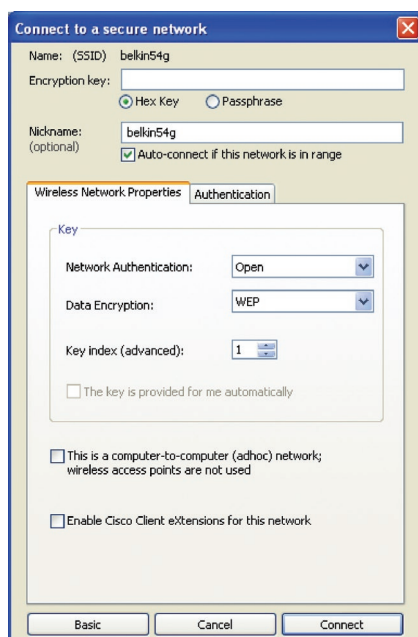 Connect to a secure network
Name: (SSID) belkin54g
Encryption key:
Hex Key Passphrase
Nickname: belkin54g
(optional)
Auto-connect if this network is in range
Wireless Network Properties Authentication
Key
Network Authentication: Open
Data Encryption: WEP
Key index (advanced): 1
The key is provided for me automatically
This is a computer-to-computer (adhoc) network;
wireless access points are not used
Enable Cisco Client eXtensions for this network
Basic Cancel Connect